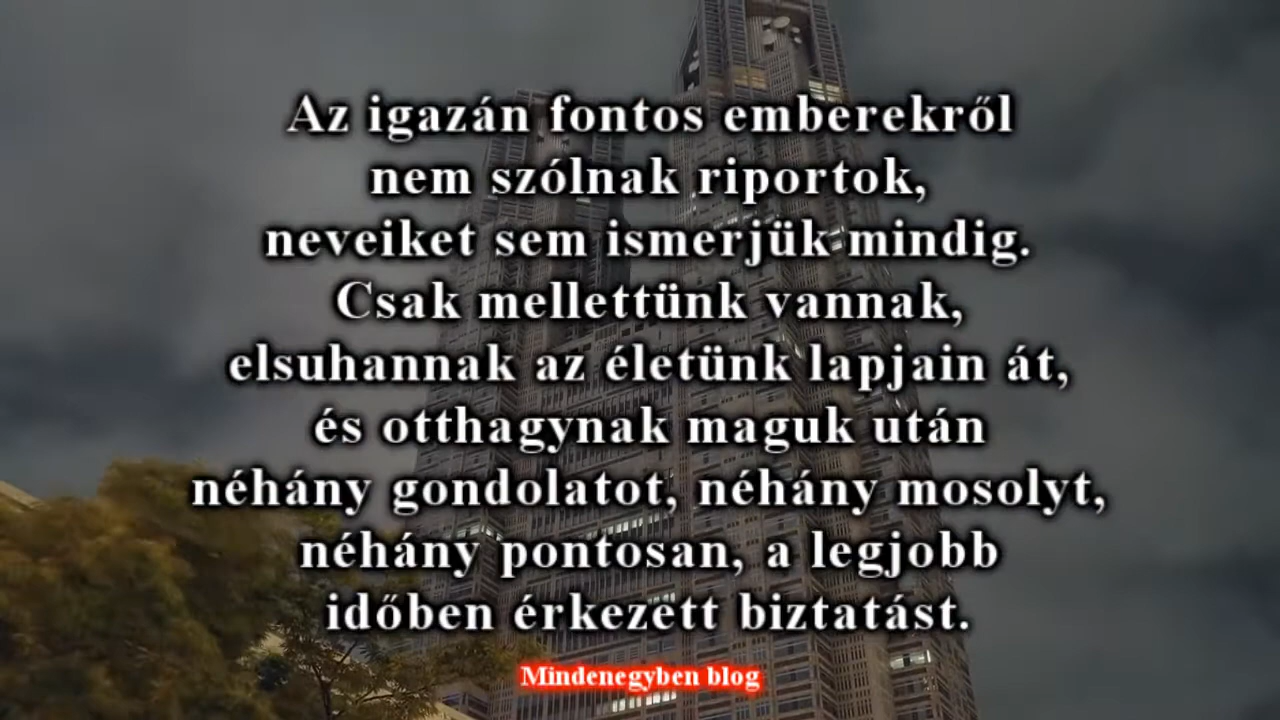 Az igazán fontos emberekről
nem szólnak riportok,
neveiket sem ismerjük mindig.
Csak mellettünk vannak,
elsuhannak az életünk lapjain át,
és otthagynak maguk után
néhány gondolatot, néhány mosolyt,
néhány pontosan, a legjobb
időben érkezett biztatást.
Mindenegyben blog